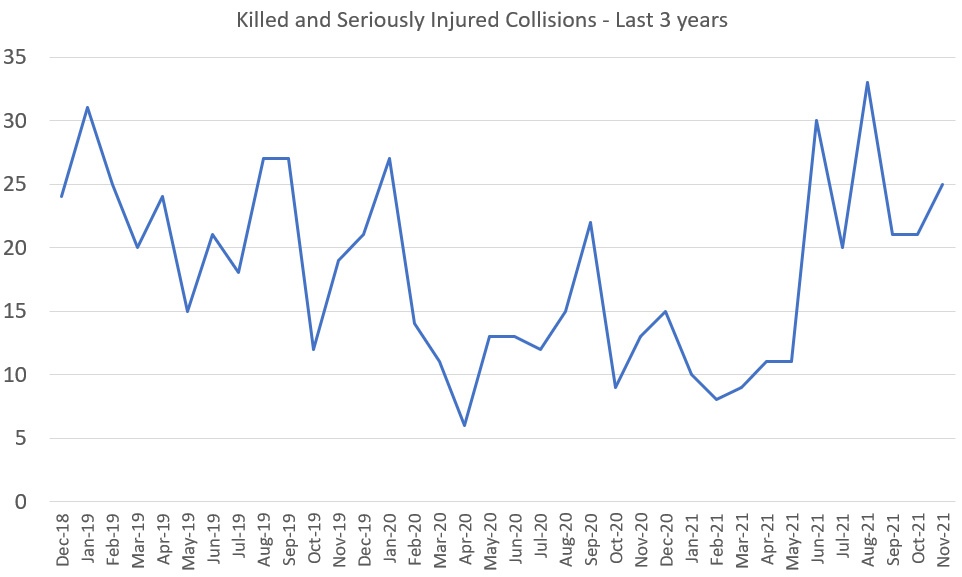 Killed and Seriously Injured Collisions - Last 3 years
35
30
25
20
15
10
5
0
Dec-18
Jan-19
Feb-19
Mar-19
Apr-19
May-19
Jun-19
Jul-19
Aug-19
Sep-19
Oct-19
Nov-19
Dec-19
Jan-20
Feb-20
Mar-20
Apr-20
May-20
Jun-20
Jul-20
Aug-20
Sep-20
Oct-20
Nov-20
Dec-20
Jan-21
Feb-21
Mar-21
Apr-21
May-21
Jun-21
Jul-21
Aug-21
Sep-21
Oct-21
Nov-21